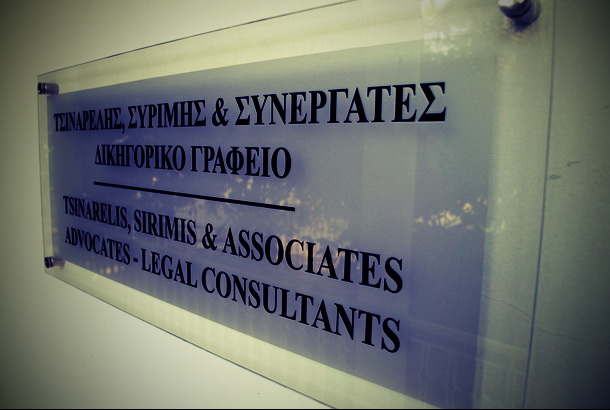 ΤΣΙΝΑΡΕΛΗΣ, ΣΥΡΙΜΗΣ & ΣΥΝΕΡΓΑΤΕΣ
ΔΙΚΗΓΟΡΙΚΟ ΓΡΑΦΕΙΟ
TSINARELIS, SIRIMIS & ASSOCIATES
ADVOCATES - LEGAL CONSULTANTS